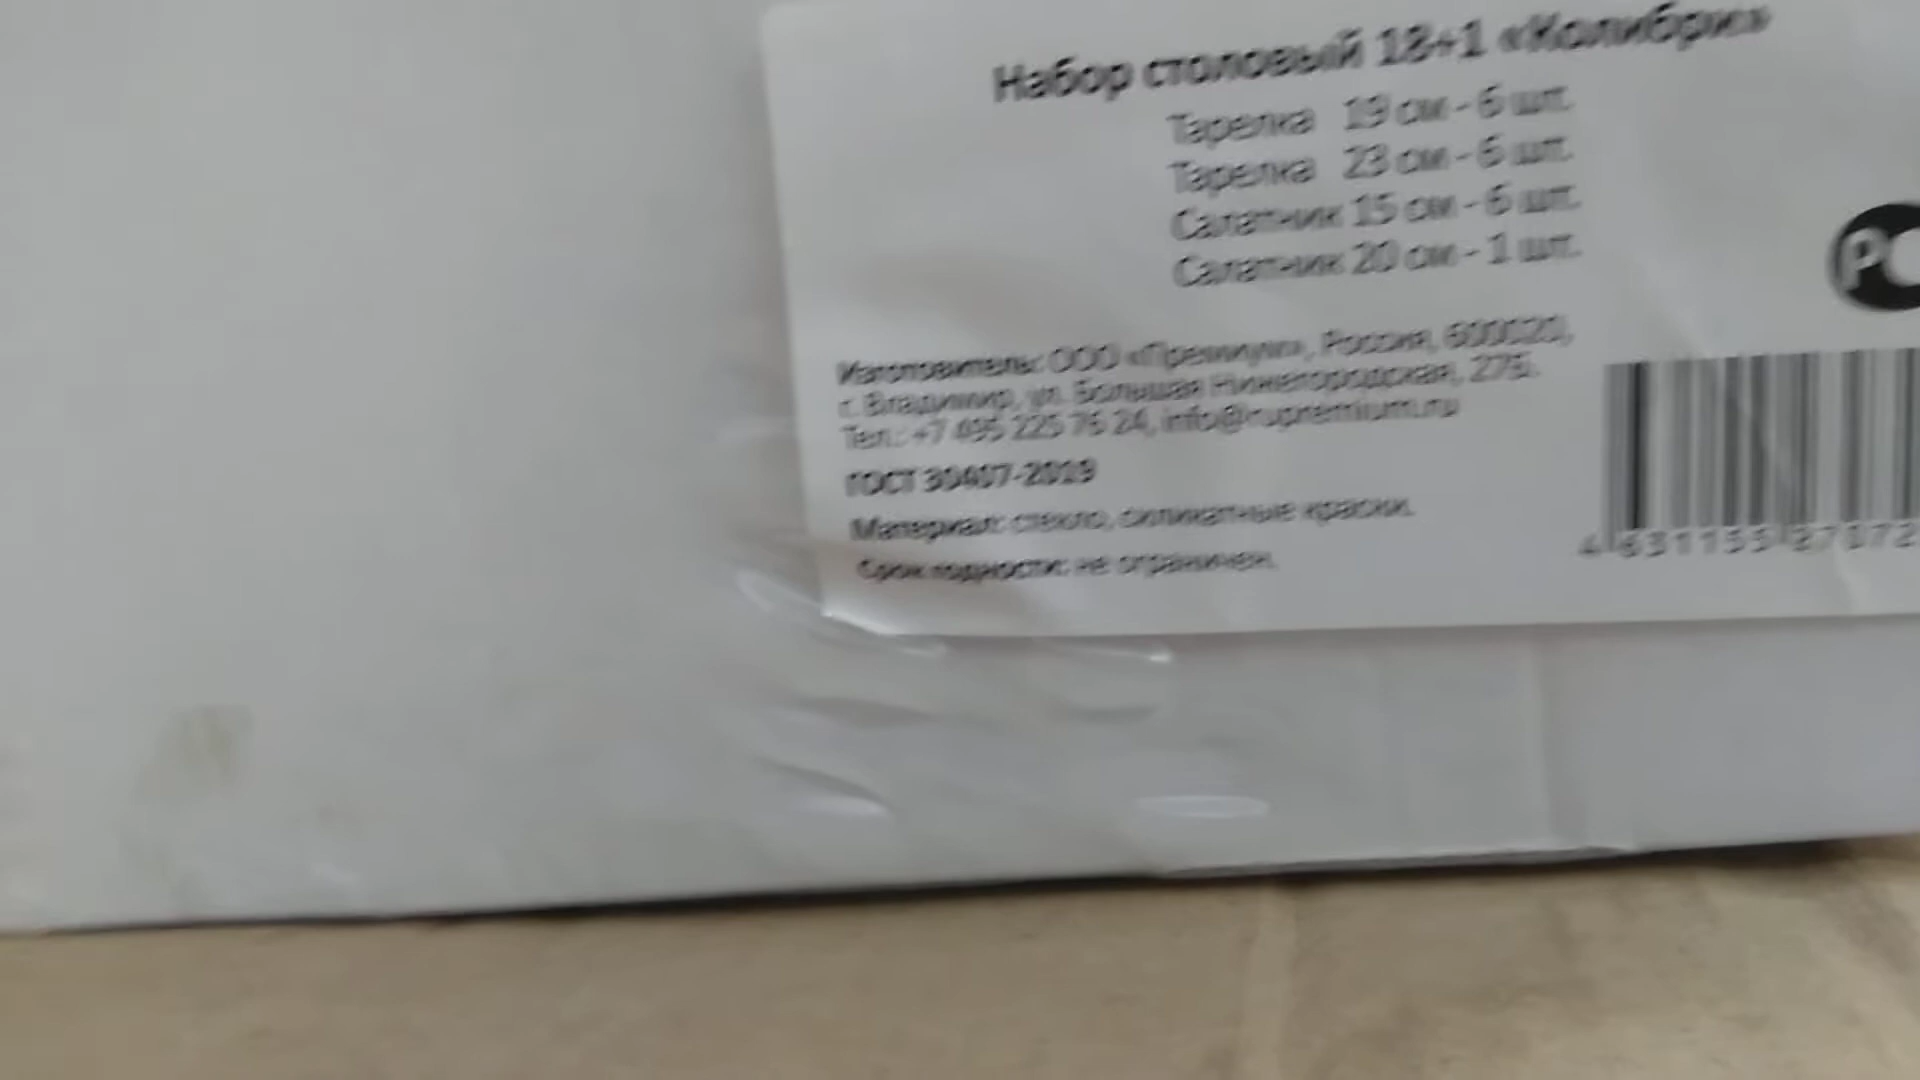 Набор столовый 18+1 «Колибри»
Тарелка 19 см - 6 шт.
Тарелка 23 см - 6 шт.
Салатник 15 см - 6 шт.
Салатник 20 см - 1 шт.
Изготовитель: ООО «Премиум», Россия, 600020,
г. Владимир, ул. Большая Нижегородская,
Тел.: +7 495 225 76 24, info@rupremium.ru
ГОСТ 30407-2019
Материал: стекло, силикатные краски.
Срок годности: не ограничен.
РС